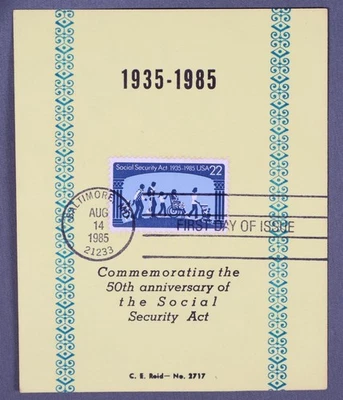 1935-1985
Social Security Act 1935-1985 USA 22
BALTIMORE, MD
AUG
14
1985
21233
FIRST DAY OF ISSUE
Commemorating the
50th anniversary of
the Social
Security Act
C. E. Reid— No. 2717